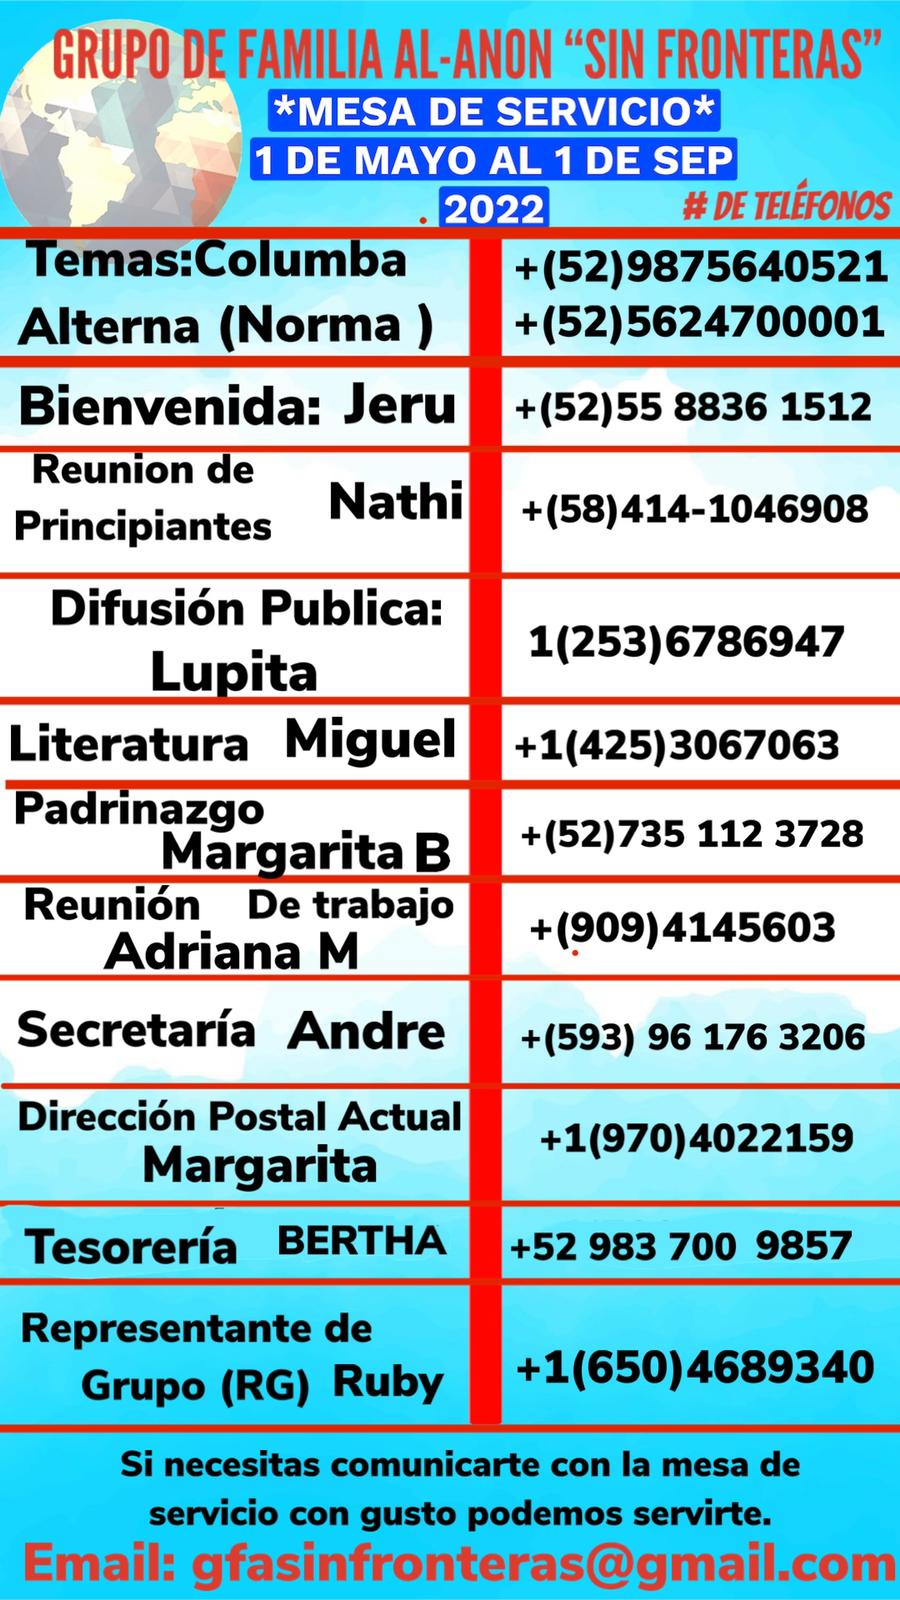 GRUPO DE FAMILIA AL-ANON “SIN FRONTERAS”
*MESA DE SERVICIO*
1 DE MAYO AL 1 DE SEP
. 2022
# DE TELÉFONOS
Temas:Columba +(52)9875640521
Alterna (Norma ) +(52)5624700001
Bienvenida: Jeru +(52)55 8836 1512
Reunion de
Principiantes Nathi +(58)414-1046908
Difusión Publica:
Lupita 1(253)6786947
Literatura Miguel +1(425)3067063
Padrinazgo
Margarita B +(52)735 112 3728
Reunión De trabajo
Adriana M +(909)4145603
Secretaría Andre +(593) 96 176 3206
Dirección Postal Actual
Margarita +1(970)4022159
Tesorería BERTHA +52 983 700 9857
Representante de
Grupo (RG) Ruby +1(650)4689340
Si necesitas comunicarte con la mesa de
servicio con gusto podemos servirte.
Email: gfasinfronteras@gmail.com